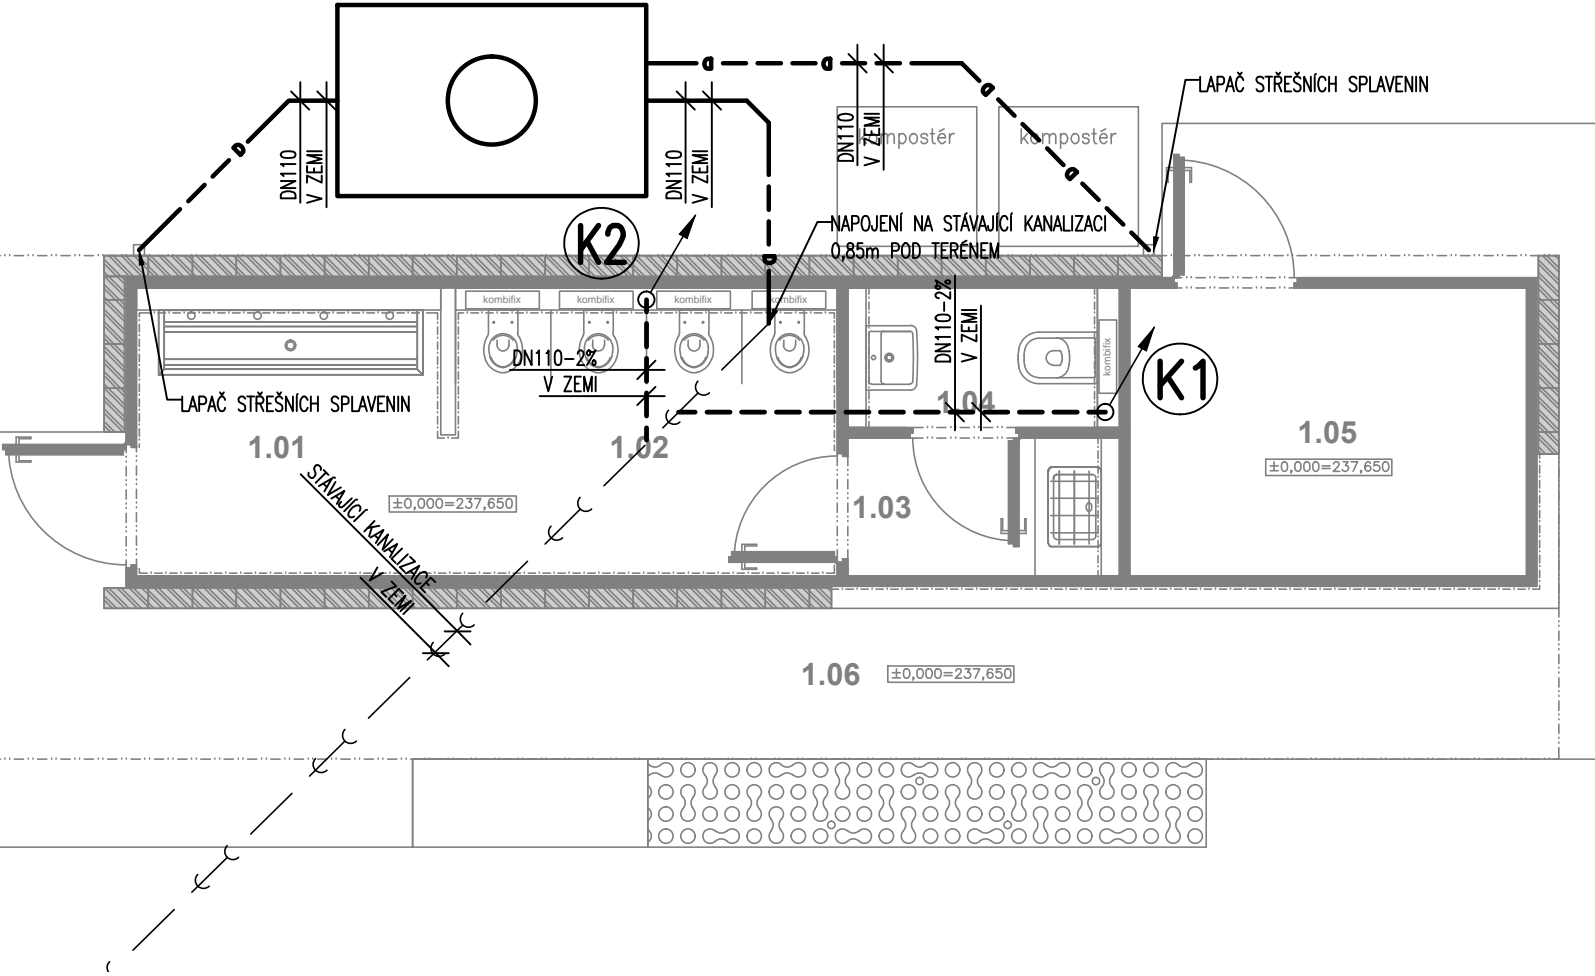 LAPAČ STŘEŠNÍCH SPLAVENIN
kompostér
kompostér
DN110
V ZEMI
DN110
V ZEMI
DN110
V ZEMI
K2
NAPOJENÍ NA STÁVAJÍCÍ KANALIZACI
0,85m POD TERÉNEM
kombifix
kombifix
kombifix
kombifix
DN110-2%
V ZEMI
DN110-2%
V ZEMI
kombifix
K1
LAPAČ STŘEŠNÍCH SPLAVENIN
1.04
1.01
1.02
1.05
±0,000=237,650
STÁVAJÍCÍ KANALIZACE
V ZEMI
±0,000=237,650
1.03
1.06
±0,000=237,650